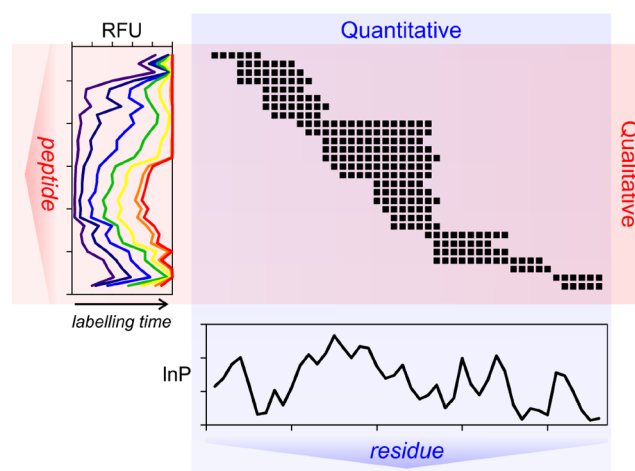 RFU
Quantitative
peptide
Qualitative
labelling time
lnP
residue